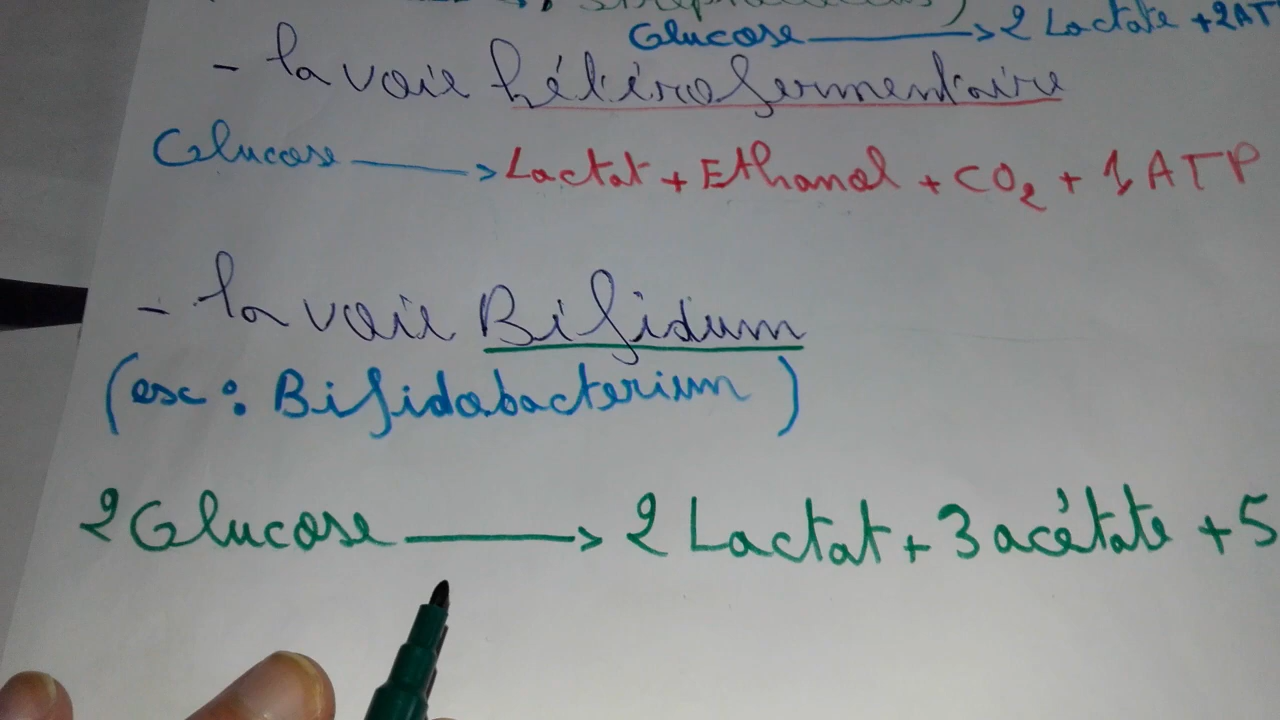 Glucose → 2 Lactate + 2AT
- la voie hétérofermentaire
Glucose → Lactat + Ethanol + CO₂ + 1 ATP
- la voie Bifidum
(ex : Bifidobacterium)
2 Glucose → 2 Lactat + 3 acétate + 5